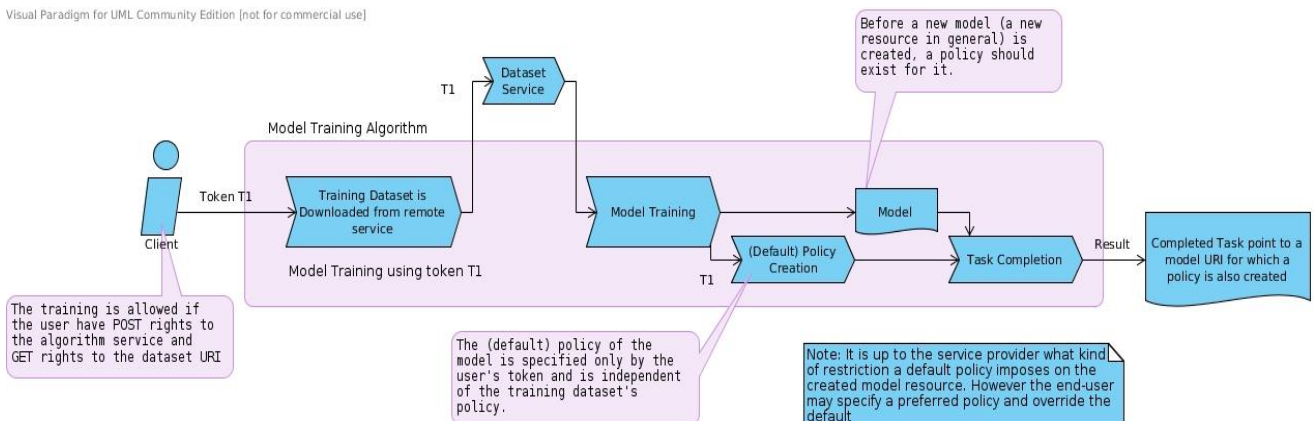 Visual Paradigm for UML Community Edition [not for commercial use]
Before a new model (a new
resource in general) is
created, a policy should
exist for it.
Dataset
Service
T1
Model Training Algorithm
Token T1
Training Dataset is
Downloaded from remote
service
Model Training
Model
Client
(Default) Policy
Creation
Task Completion
Result
Completed Task point to a
model URI for which a
policy is also created
Model Training using token T1
T1
The training is allowed if
the user have POST rights to
the algorithm service and
GET rights to the dataset URI
The (default) policy of the
model is specified only by the
user's token and is independent
of the training dataset's
policy.
Note: It is up to the service provider what kind
of restriction a default policy imposes on the
created model resource. However the end-user
may specify a preferred policy and override the
default